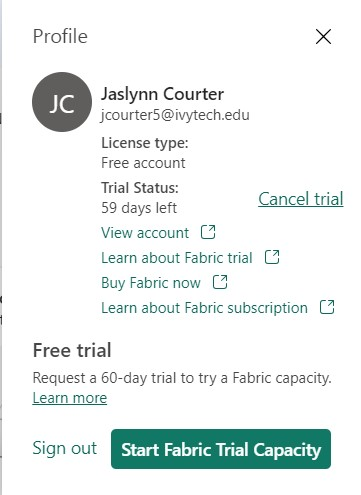 Profile
JC
Jaslynn Courter
jcourter5@ivytech.edu
License type:
Free account
Trial Status:
59 days left
Cancel trial
View account
Learn about Fabric trial
Buy Fabric now
Learn about Fabric subscription
Free trial
Request a 60-day trial to try a Fabric capacity.
Learn more
Sign out
Start Fabric Trial Capacity